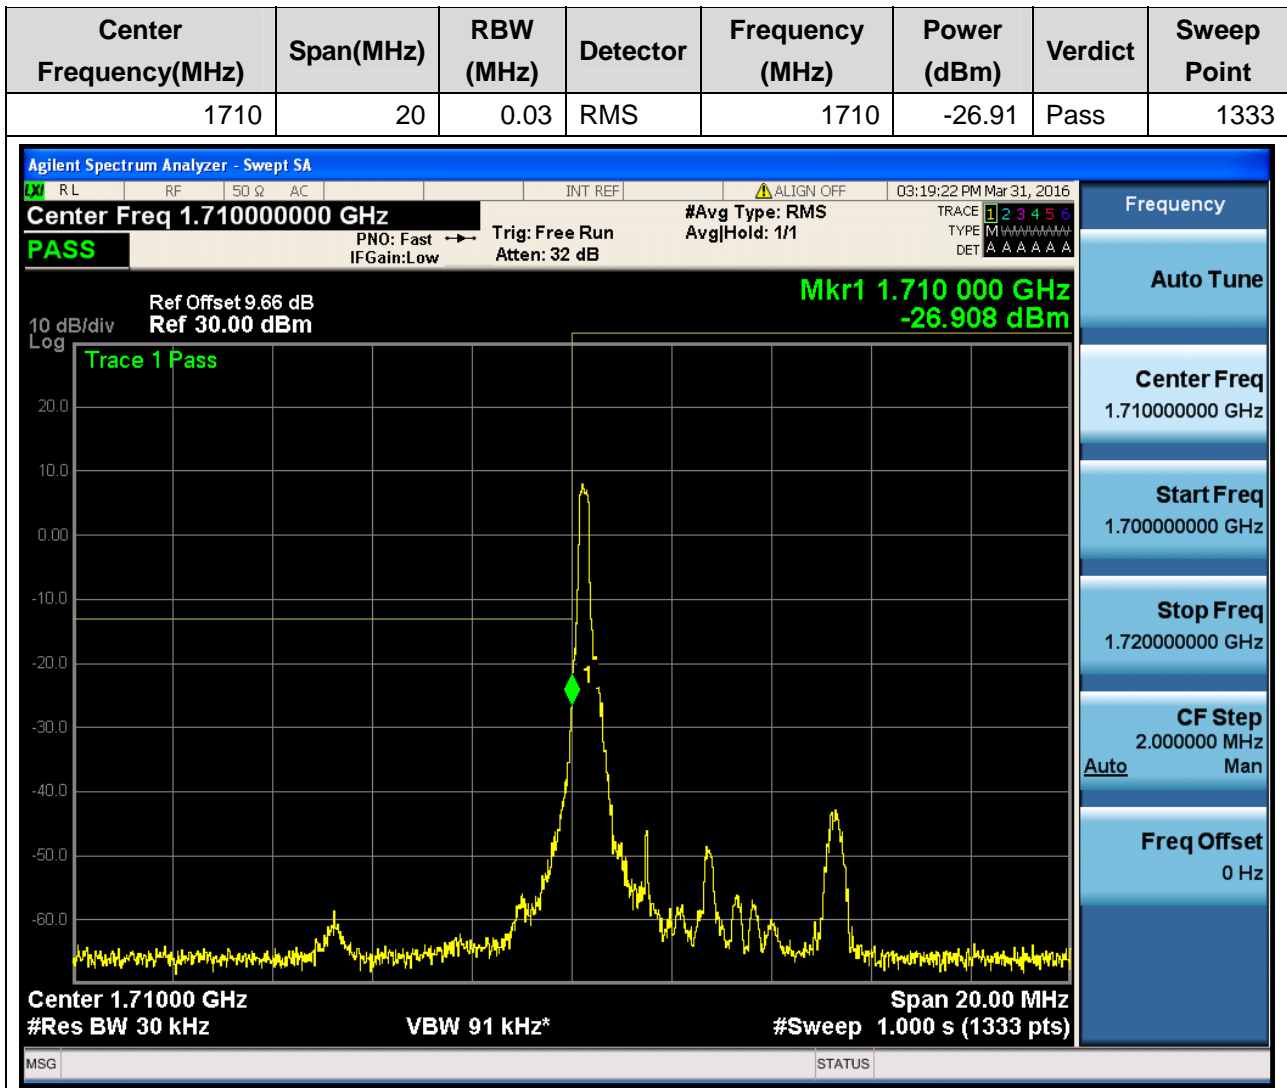 Center Frequency(MHz) Span(MHz) RBW (MHz) Detector Frequency (MHz) Power (dBm) Verdict Sweep Point
1710 20 0.03 RMS 1710 -26.91 Pass 1333
Agilent Spectrum Analyzer - Swept SA
LXI RL RF 50 Ω AC INT REF ALIGN OFF 03:19:22 PM Mar 31, 2016
Center Freq 1.710000000 GHz
PASS
PNO: Fast
IFGain:Low
Trig: Free Run
Atten: 32 dB
#Avg Type: RMS
Avg|Hold: 1/1
TRACE 1 2 3 4 5 6
TYPE M WWWWW
DET A A A A A A
Mkr1 1.710 000 GHz
-26.908 dBm
Ref Offset 9.66 dB
10 dB/div Ref 30.00 dBm
Log
Trace 1 Pass
20.0
10.0
0.00
-10.0
-20.0
-30.0
-40.0
-50.0
-60.0
1
Center 1.71000 GHz Span 20.00 MHz
#Res BW 30 kHz VBW 91 kHz* #Sweep 1.000 s (1333 pts)
MSG STATUS
Frequency
Auto Tune
Center Freq
1.710000000 GHz
Start Freq
1.700000000 GHz
Stop Freq
1.720000000 GHz
CF Step
2.000000 MHz
Auto Man
Freq Offset
0 Hz